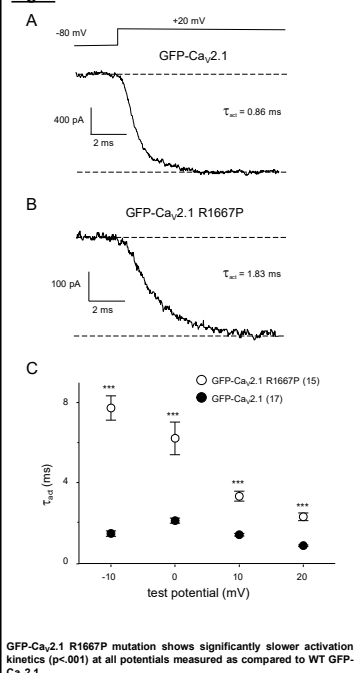 A
-80 mV
+20 mV
GFP-CaV2.1
τact = 0.86 ms
400 pA
2 ms
B
GFP-CaV2.1 R1667P
τact = 1.83 ms
100 pA
2 ms
C
GFP-CaV2.1 R1667P (15)
GFP-CaV2.1 (17)
***
***
***
***
8
4
0
τact (ms)
-10 0 10 20
test potential (mV)
GFP-CaV2.1 R1667P mutation shows significantly slower activation
kinetics (p<.001) at all potentials measured as compared to WT GFP-
Ca 2.1